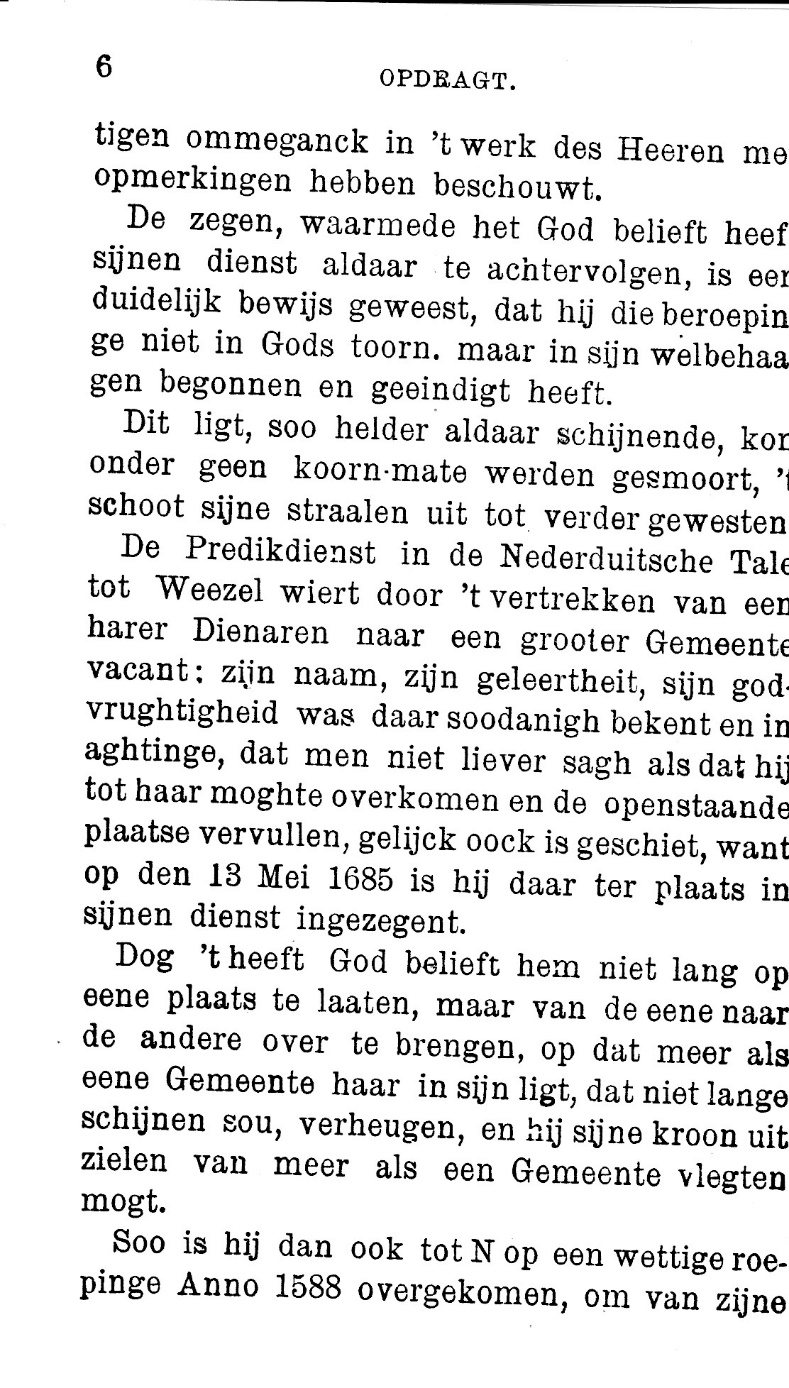 6
OPDRAGT.
tigen ommeganck in 't werk des Heeren me
opmerkingen hebben beschouwt.
De zegen, waarmede het God belieft heef
sijnen dienst aldaar te achtervolgen, is een
duidelijk bewijs geweest, dat hij die beroepin
ge niet in Gods toorn. maar in sijn welbehaa
gen begonnen en geeindigt heeft.
Dit ligt, soo helder aldaar schijnende, kon
onder geen koorn-mate werden gesmoort, 't
schoot sijne straalen uit tot verder gewesten
De Predikdienst in de Nederduitsche Tale
tot Weezel wiert door 't vertrekken van een
harer Dienaren naar een grooter Gemeente
vacant: zijn naam, zijn geleertheit, sijn god-
vrughtigheid was daar soodanigh bekent en in
aghtinge, dat men niet liever sagh als dat hij
tot haar moghte overkomen en de openstaande
plaatse vervullen, gelijck oock is geschiet, want
op den 13 Mei 1685 is hij daar ter plaats in
sijnen dienst ingezegent.
Dog 't heeft God belieft hem niet lang op
eene plaats te laaten, maar van de eene naar
de andere over te brengen, op dat meer als
eene Gemeente haar in sijn ligt, dat niet lange
schijnen sou, verheugen, en hij sijne kroon uit
zielen van meer als een Gemeente vlegten
mogt.
Soo is hij dan ook tot N op een wettige roe-
pinge Anno 1588 overgekomen, om van zijne